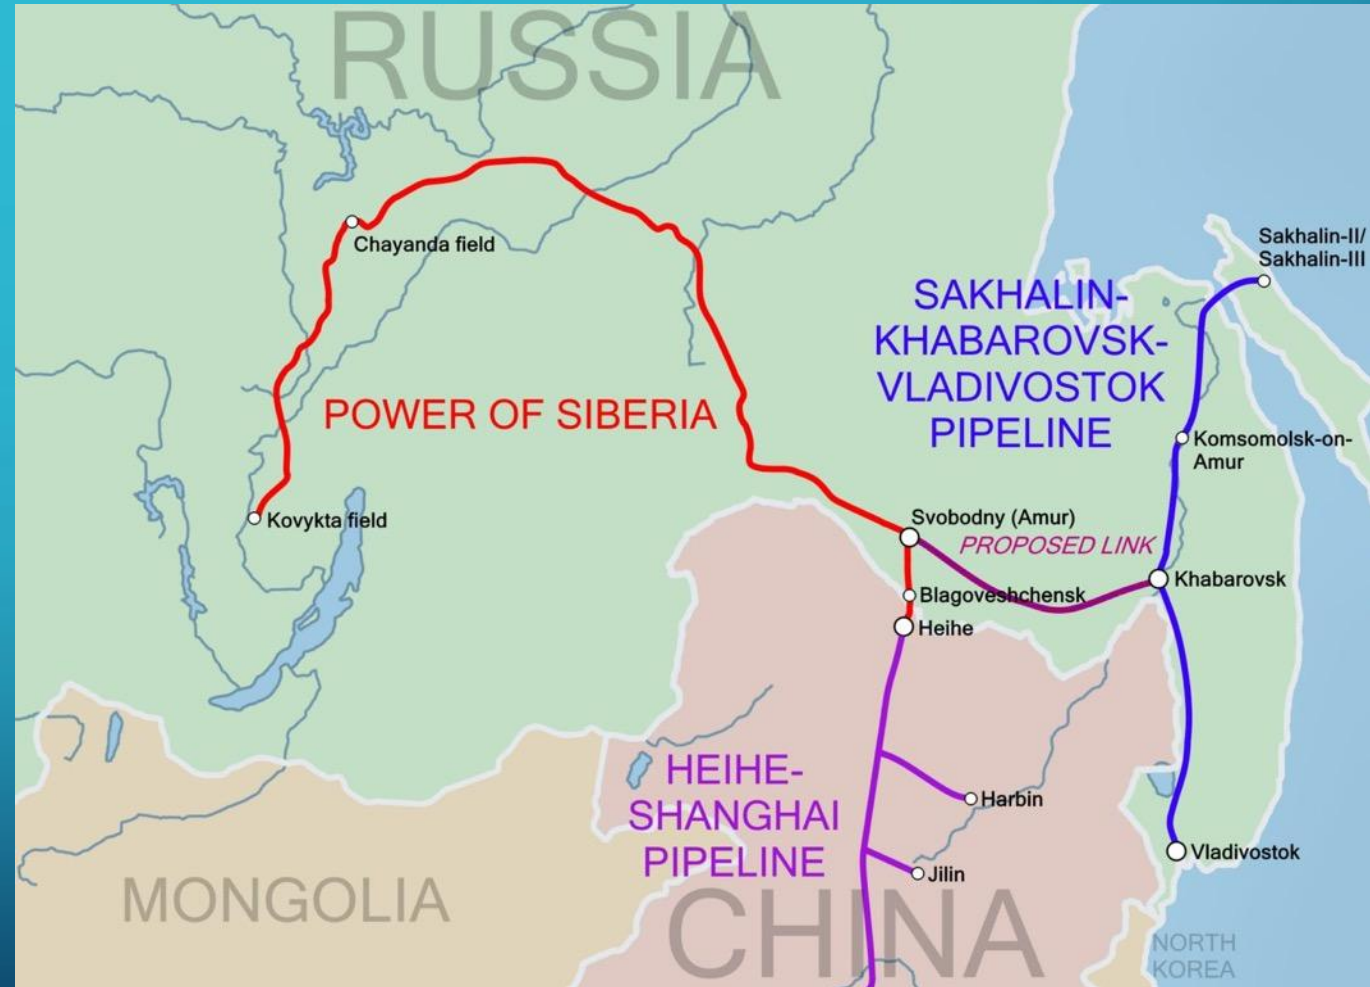 RUSSIA
Sakhalin-II/
Sakhalin-III
Chayanda field
SAKHALIN-
KHABAROVSK-
VLADIVOSTOK
PIPELINE
POWER OF SIBERIA
Komsomolsk-on-
Amur
Kovykta field
Svobodny (Amur)
PROPOSED LINK
Khabarovsk
Blagoveshchensk
Heihe
HEIHE-
SHANGHAI
PIPELINE
Harbin
Vladivostok
Jilin
MONGOLIA
CHINA
NORTH
KOREA